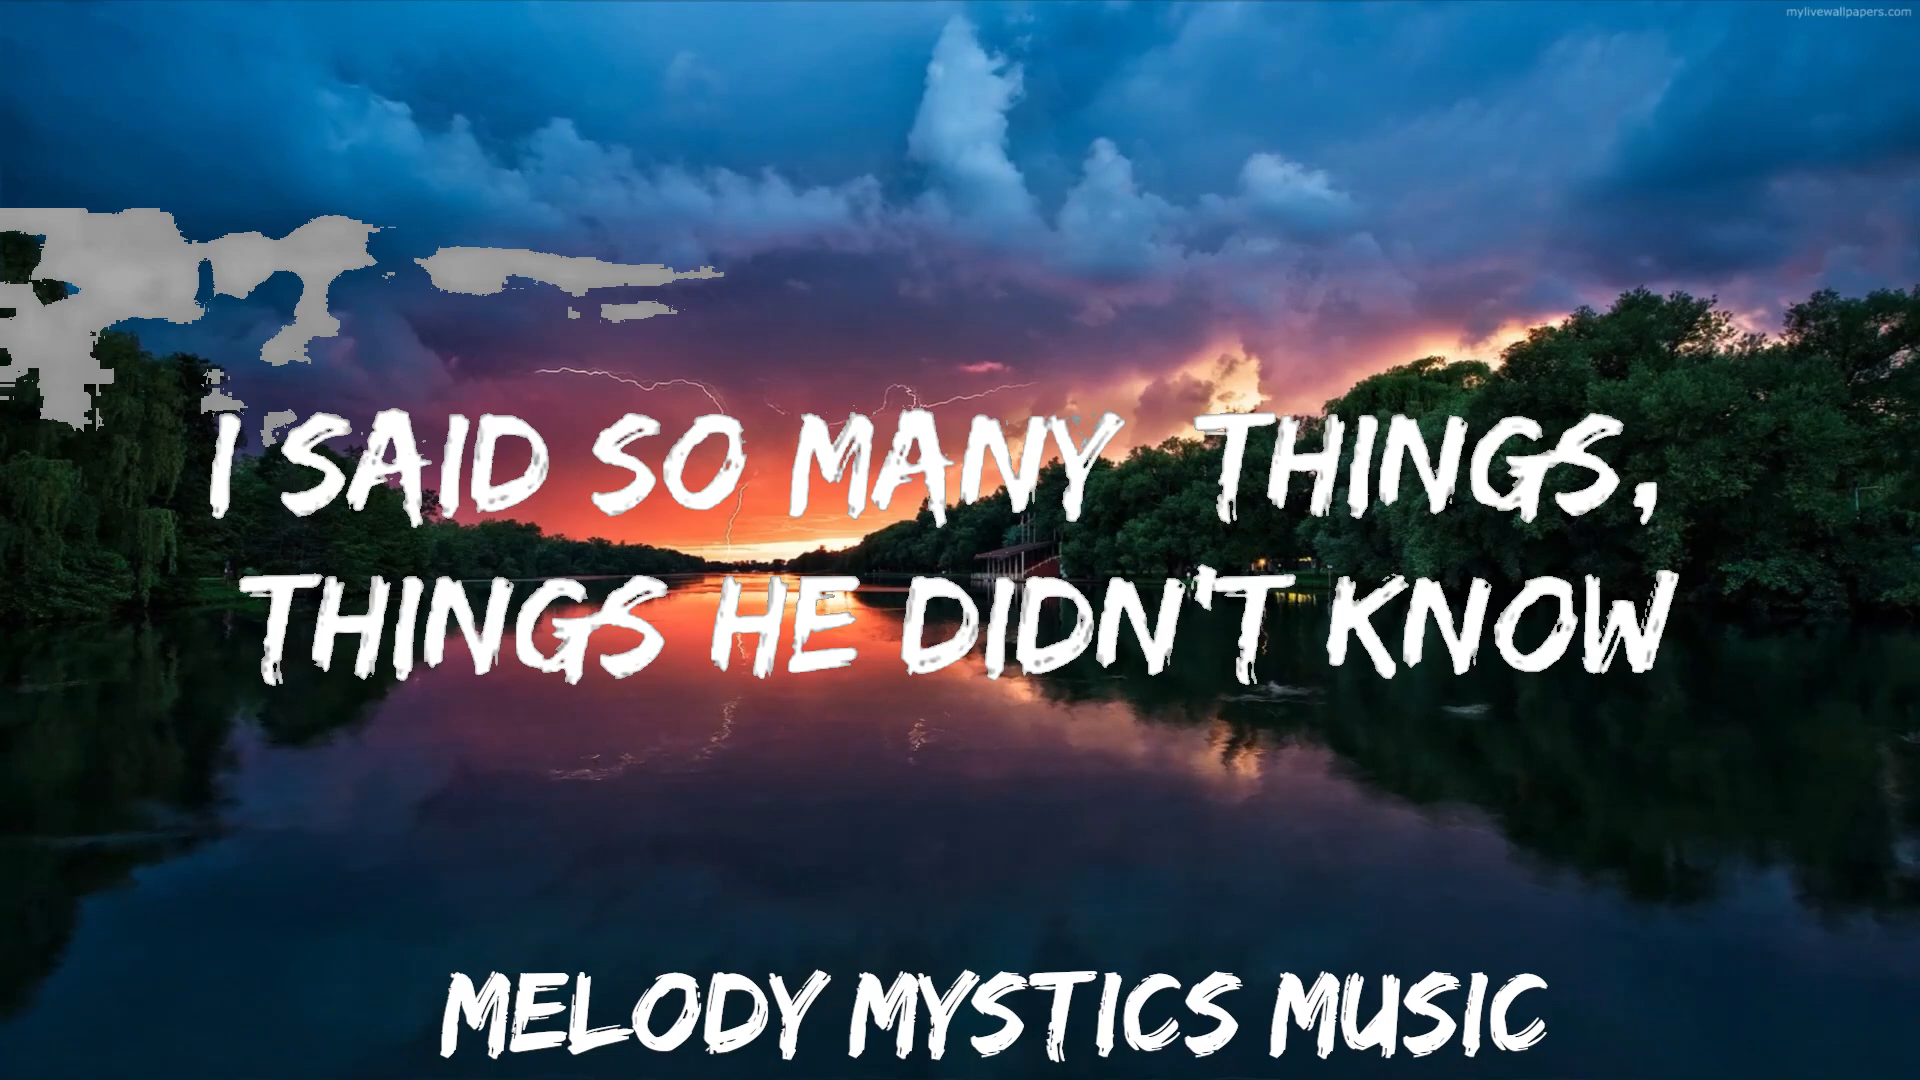 mylivewallpapers.com
I SAID SO MANY THINGS,
THINGS HE DIDN'T KNOW
MELODY MYSTICS MUSIC